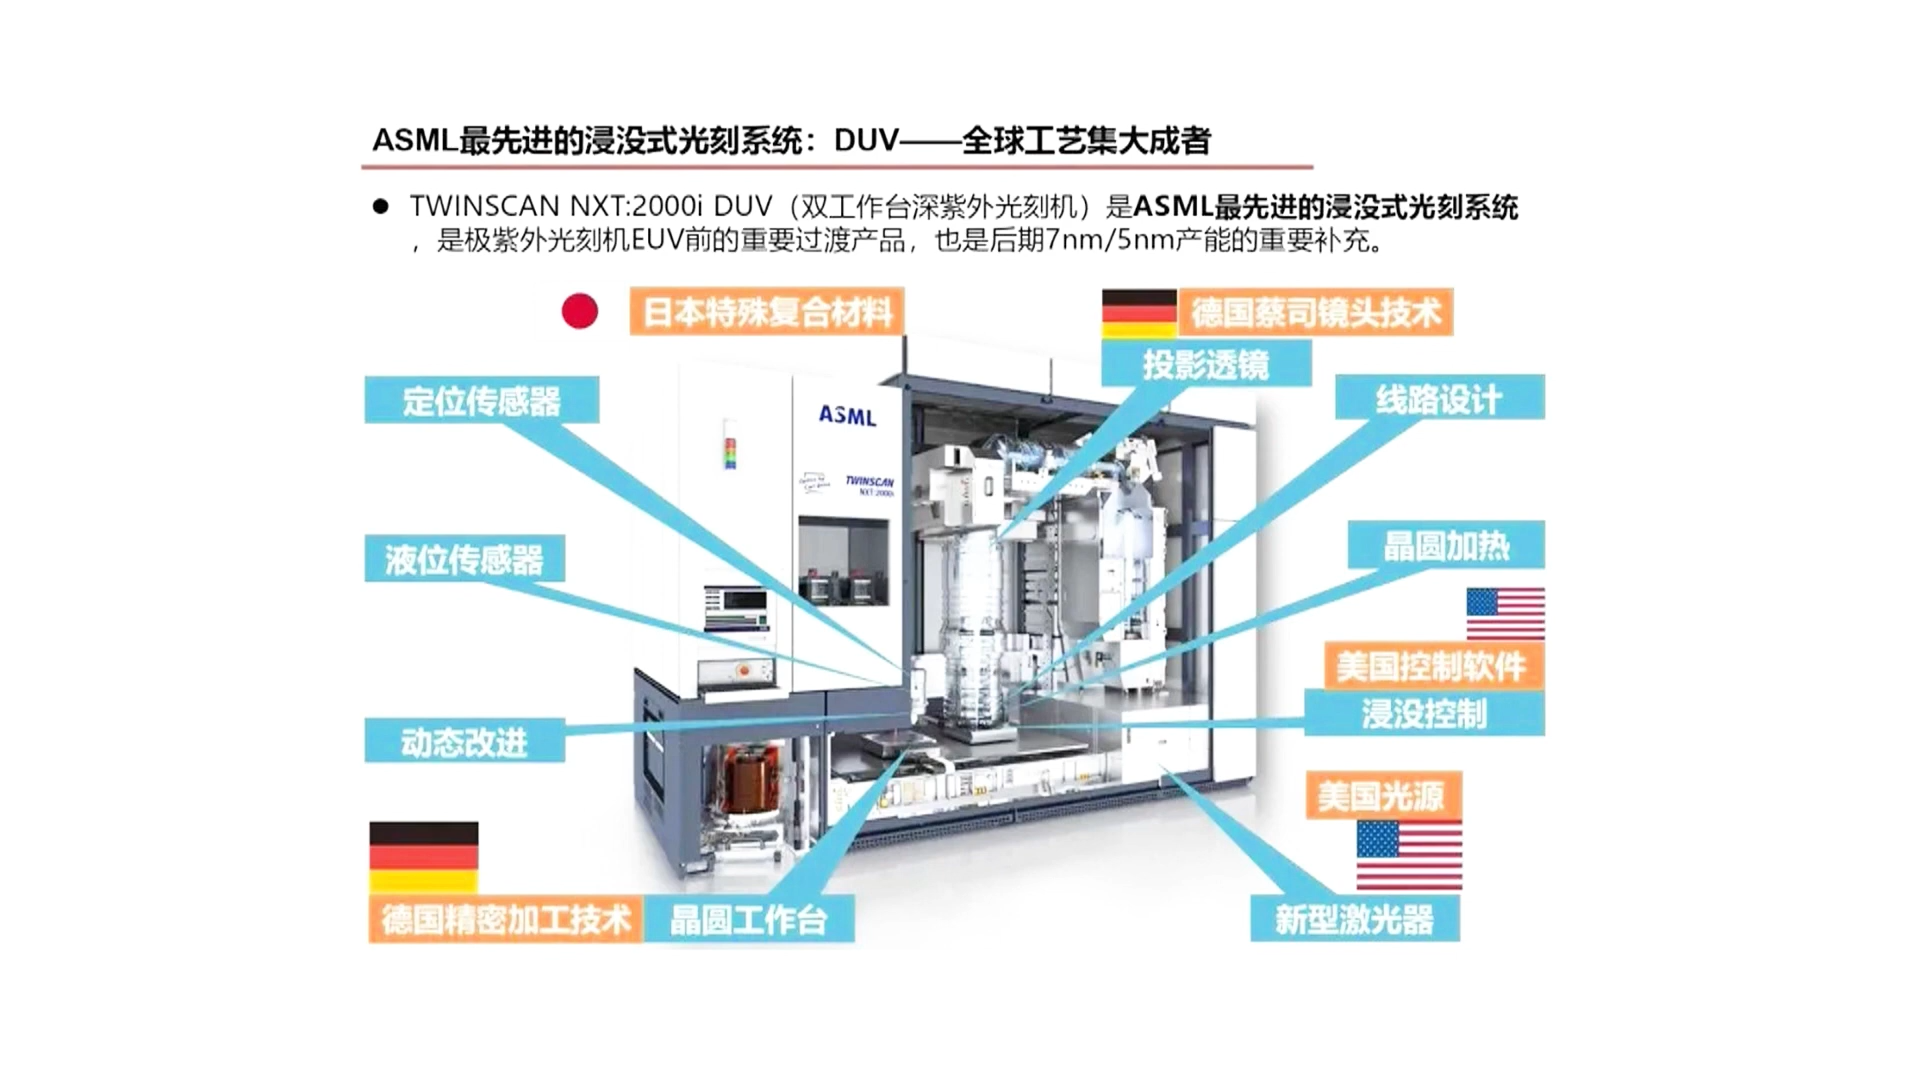 ASML最先进的浸没式光刻系统：DUV——全球工艺集大成者
● TWINSCAN NXT:2000i DUV（双工作台深紫外光刻机）是ASML最先进的浸没式光刻系统
，是极紫外光刻机EUV前的重要过渡产品，也是后期7nm/5nm产能的重要补充。
日本特殊复合材料
德国蔡司镜头技术
投影透镜
定位传感器
线路设计
ASML
TWINSCAN
NXT:2000i
液位传感器
晶圆加热
美国控制软件
浸没控制
动态改进
美国光源
德国精密加工技术
晶圆工作台
新型激光器